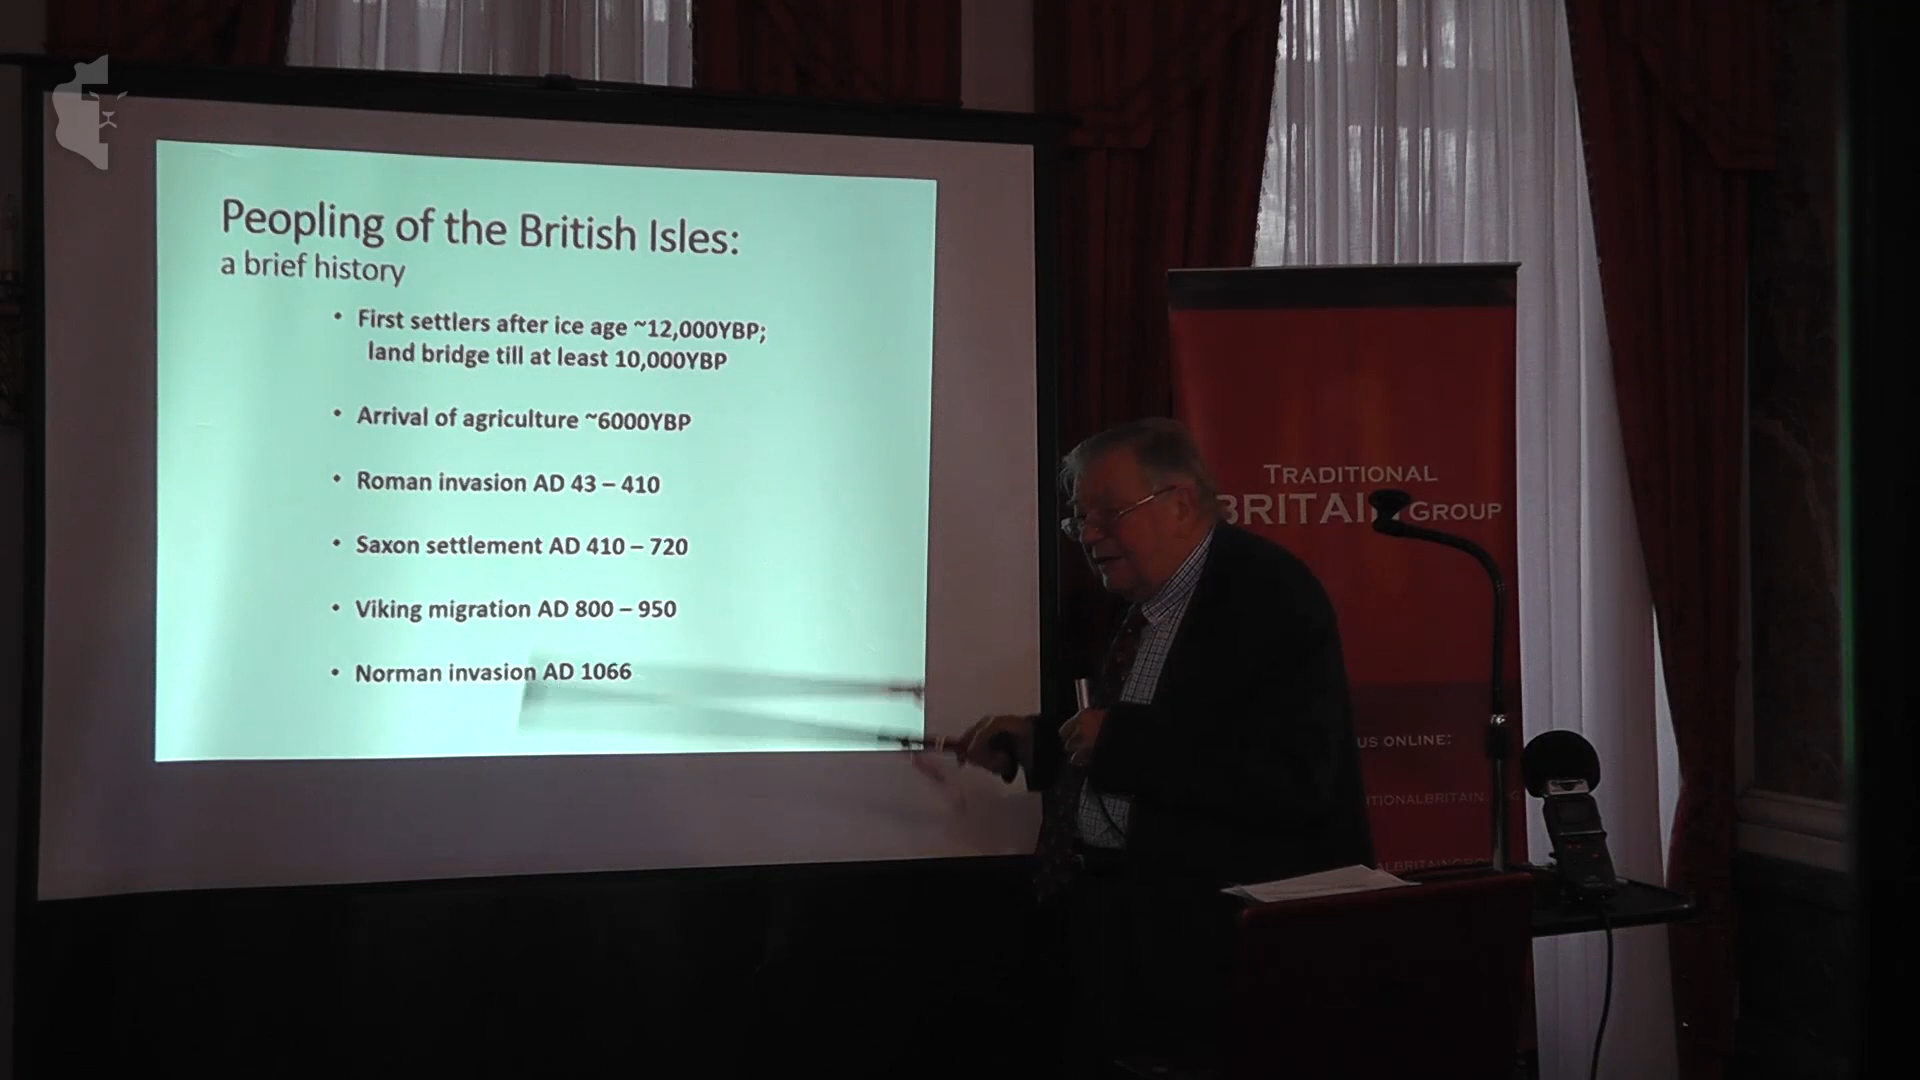 Peopling of the British Isles:
a brief history
• First settlers after ice age ~12,000YBP;
land bridge till at least 10,000YBP
• Arrival of agriculture ~6000YBP
• Roman invasion AD 43 – 410
• Saxon settlement AD 410 – 720
• Viking migration AD 800 – 950
• Norman invasion AD 1066
TRADITIONAL
BRITAIN GROUP
US ONLINE: